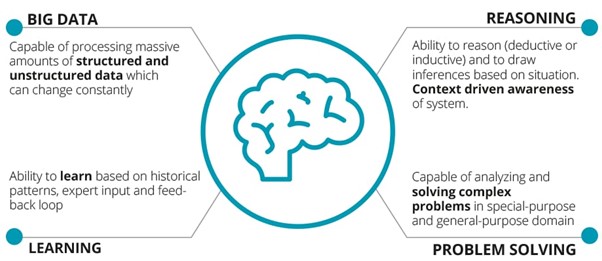 BIG DATA
Capable of processing massive
amounts of structured and
unstructured data which
can change constantly
REASONING
Ability to reason (deductive or
inductive) and to draw
inferences based on situation.
Context driven awareness
of system.
Ability to learn based on historical
patterns, expert input and feed-
back loop
LEARNING
Capable of analyzing and
solving complex
problems in special-purpose
and general-purpose domain
PROBLEM SOLVING